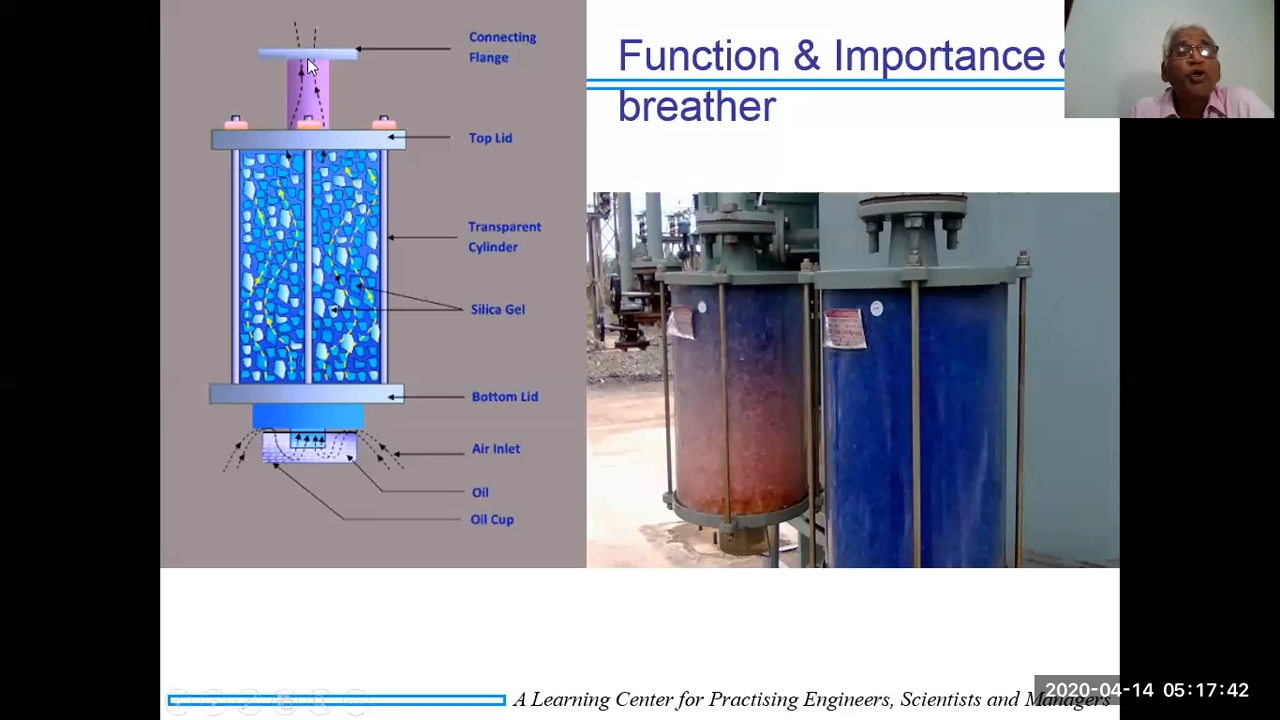 Connecting
Flange
Top Lid
Transparent
Cylinder
Silica Gel
Bottom Lid
Air Inlet
Oil
Oil Cup
Function & Importance
breather
A Learning Center for Practising Engineers, Scientists and Managers
2020-04-14 05:17:42